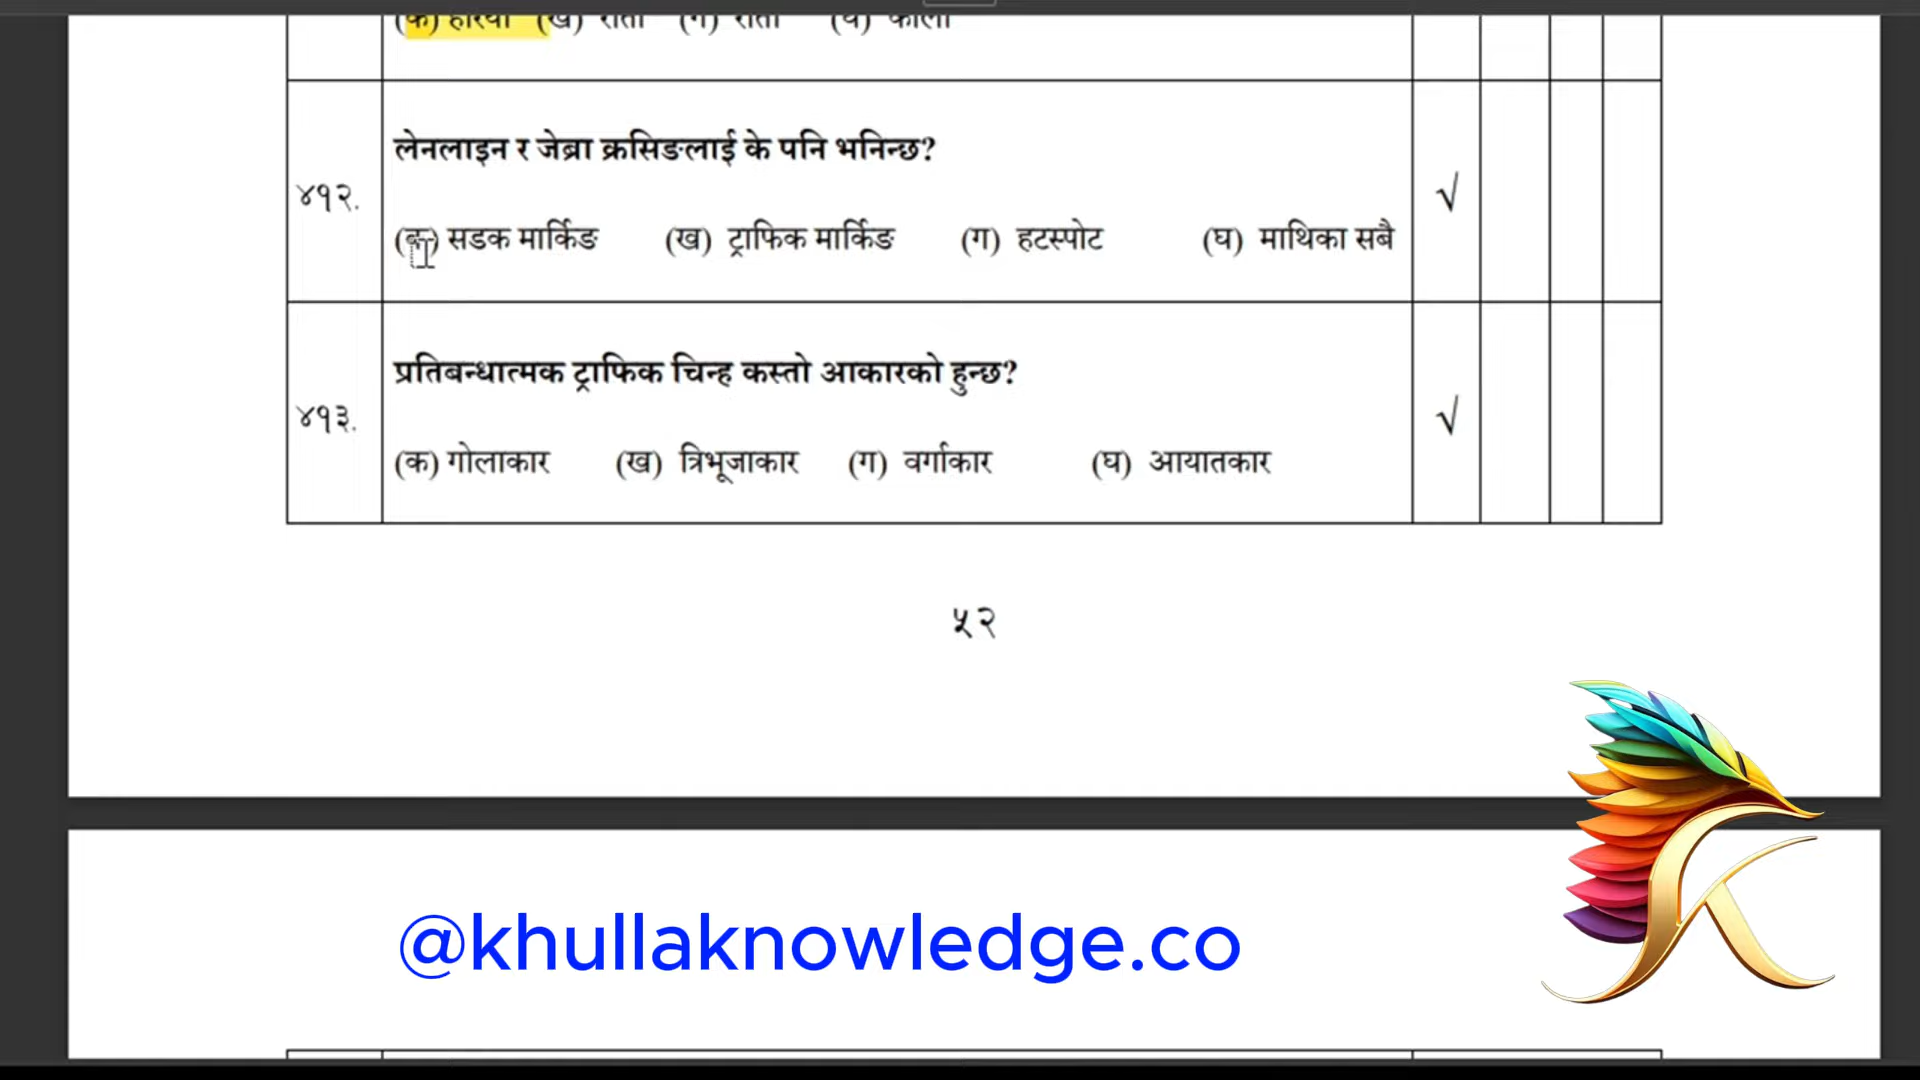 (क) हरियो (ख) रातो (ग) रातो (घ) कालो
४१२.
लेनलाइन र जेब्रा क्रसिङलाई के पनि भनिन्छ?
(क) सडक मार्किङ (ख) ट्राफिक मार्किङ (ग) हटस्पोट (घ) माथिका सबै
√
४१३.
प्रतिबन्धात्मक ट्राफिक चिन्ह कस्तो आकारको हुन्छ?
(क) गोलाकार (ख) त्रिभूजाकार (ग) वर्गाकार (घ) आयातकार
√
५२
@khullaknowledge.co